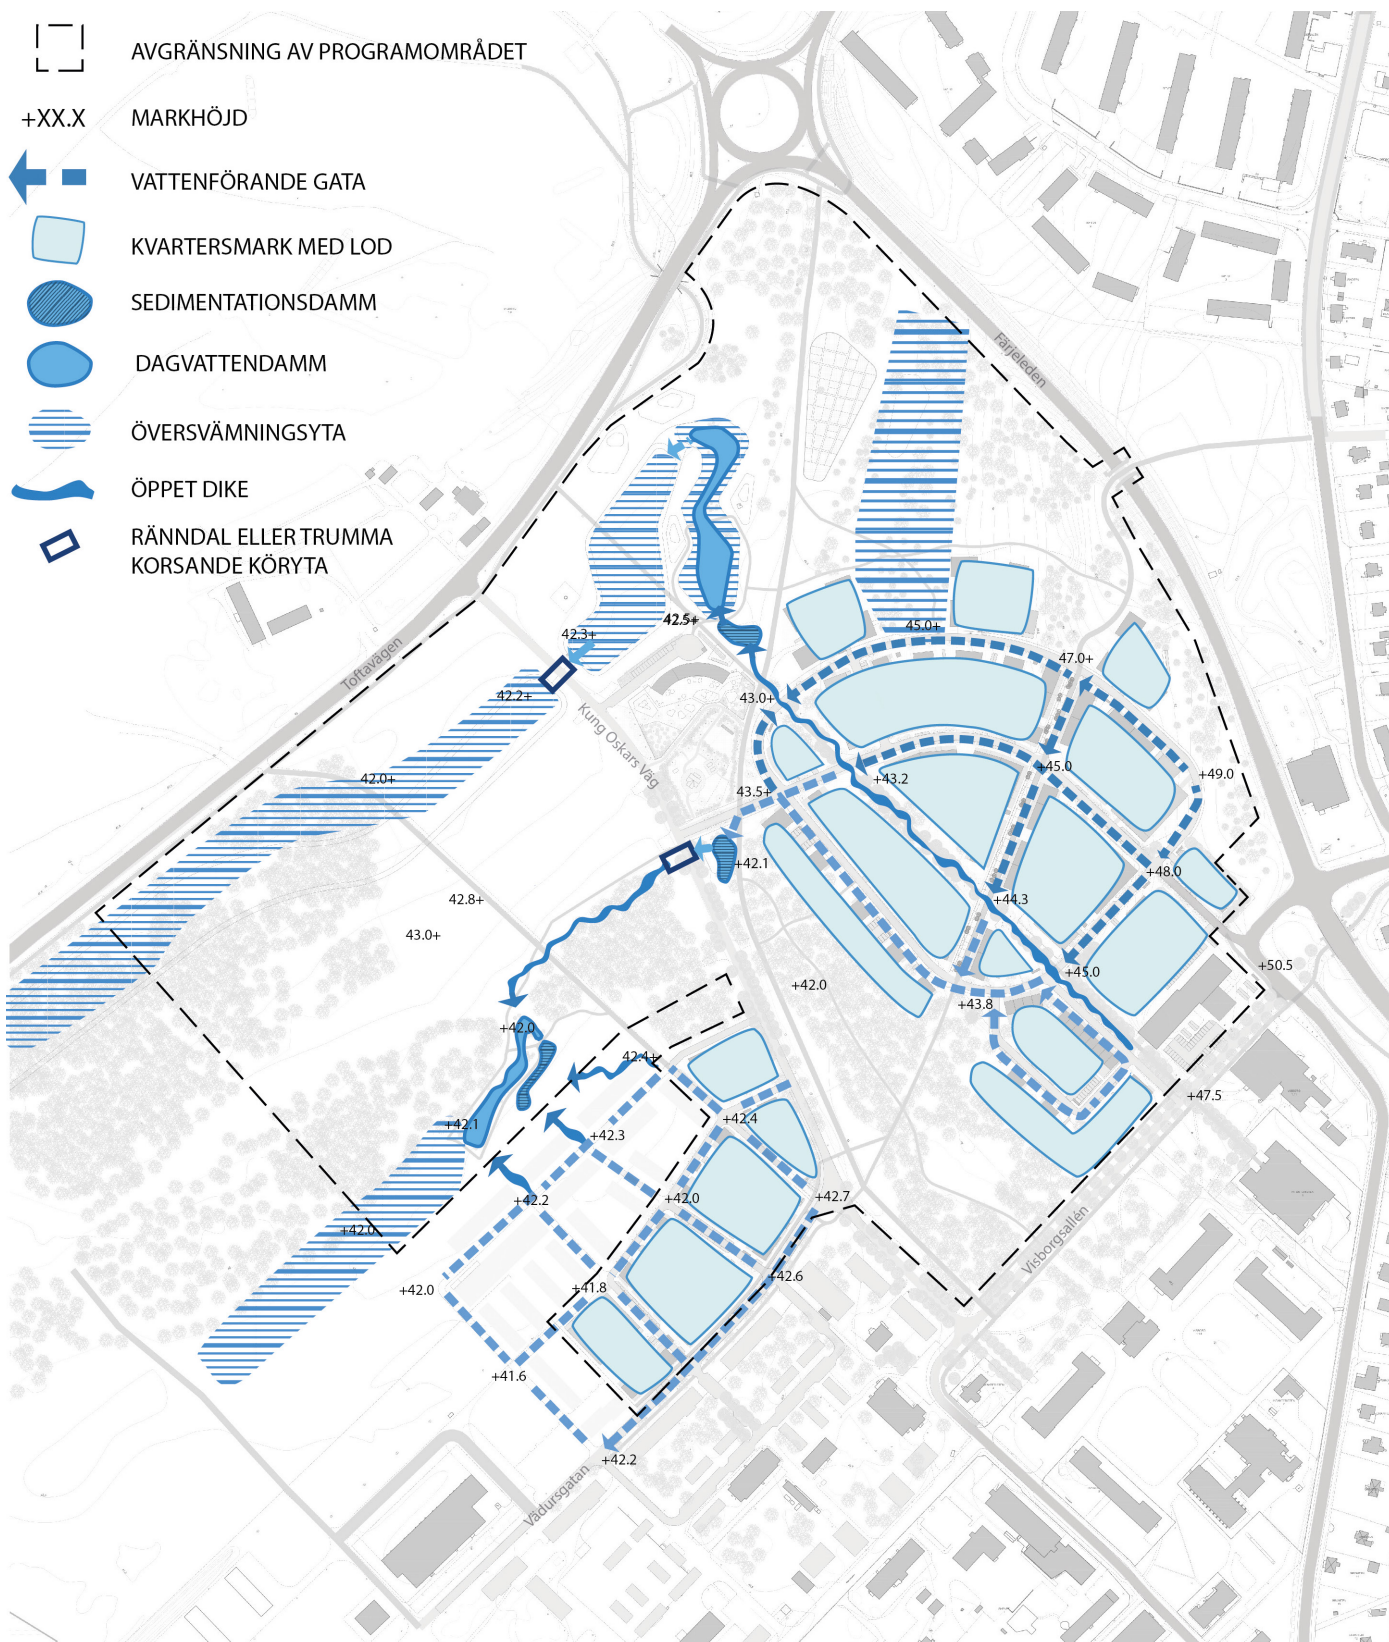 AVGRÄNSNING AV PROGRAMOMRÅDET
+XX.X
MARKHÖJD
VATTENFÖRANDE GATA
KVARTERSMARK MED LOD
SEDIMENTATIONSDAMM
DAGVATTENDAMM
ÖVERSVÄMNINGSYTA
ÖPPET DIKE
RÄNNDAL ELLER TRUMMA
KORSANDE KÖRYTA
Färjeleden
Toftavägen
42.5+
45.0+
42.3+
47.0+
42.2+
43.0+
Kung Oskars Väg
42.0+
43.2
+45.0
+49.0
43.5+
+42.1
+48.0
42.8+
+44.3
43.0+
+45.0
+50.5
+42.0
+43.8
+42.0
42.4+
+47.5
+42.1
+42.4
+42.3
+42.2
+42.0
+42.7
+42.0
Visborgsallén
+42.0
+41.8
+42.6
+41.6
+42.2
Vädursgatan